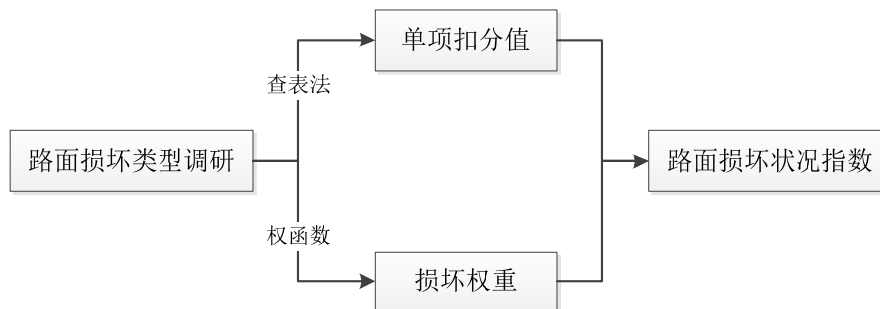 单项扣分值
查表法
路面损坏类型调研
路面损坏状况指数
权函数
损坏权重